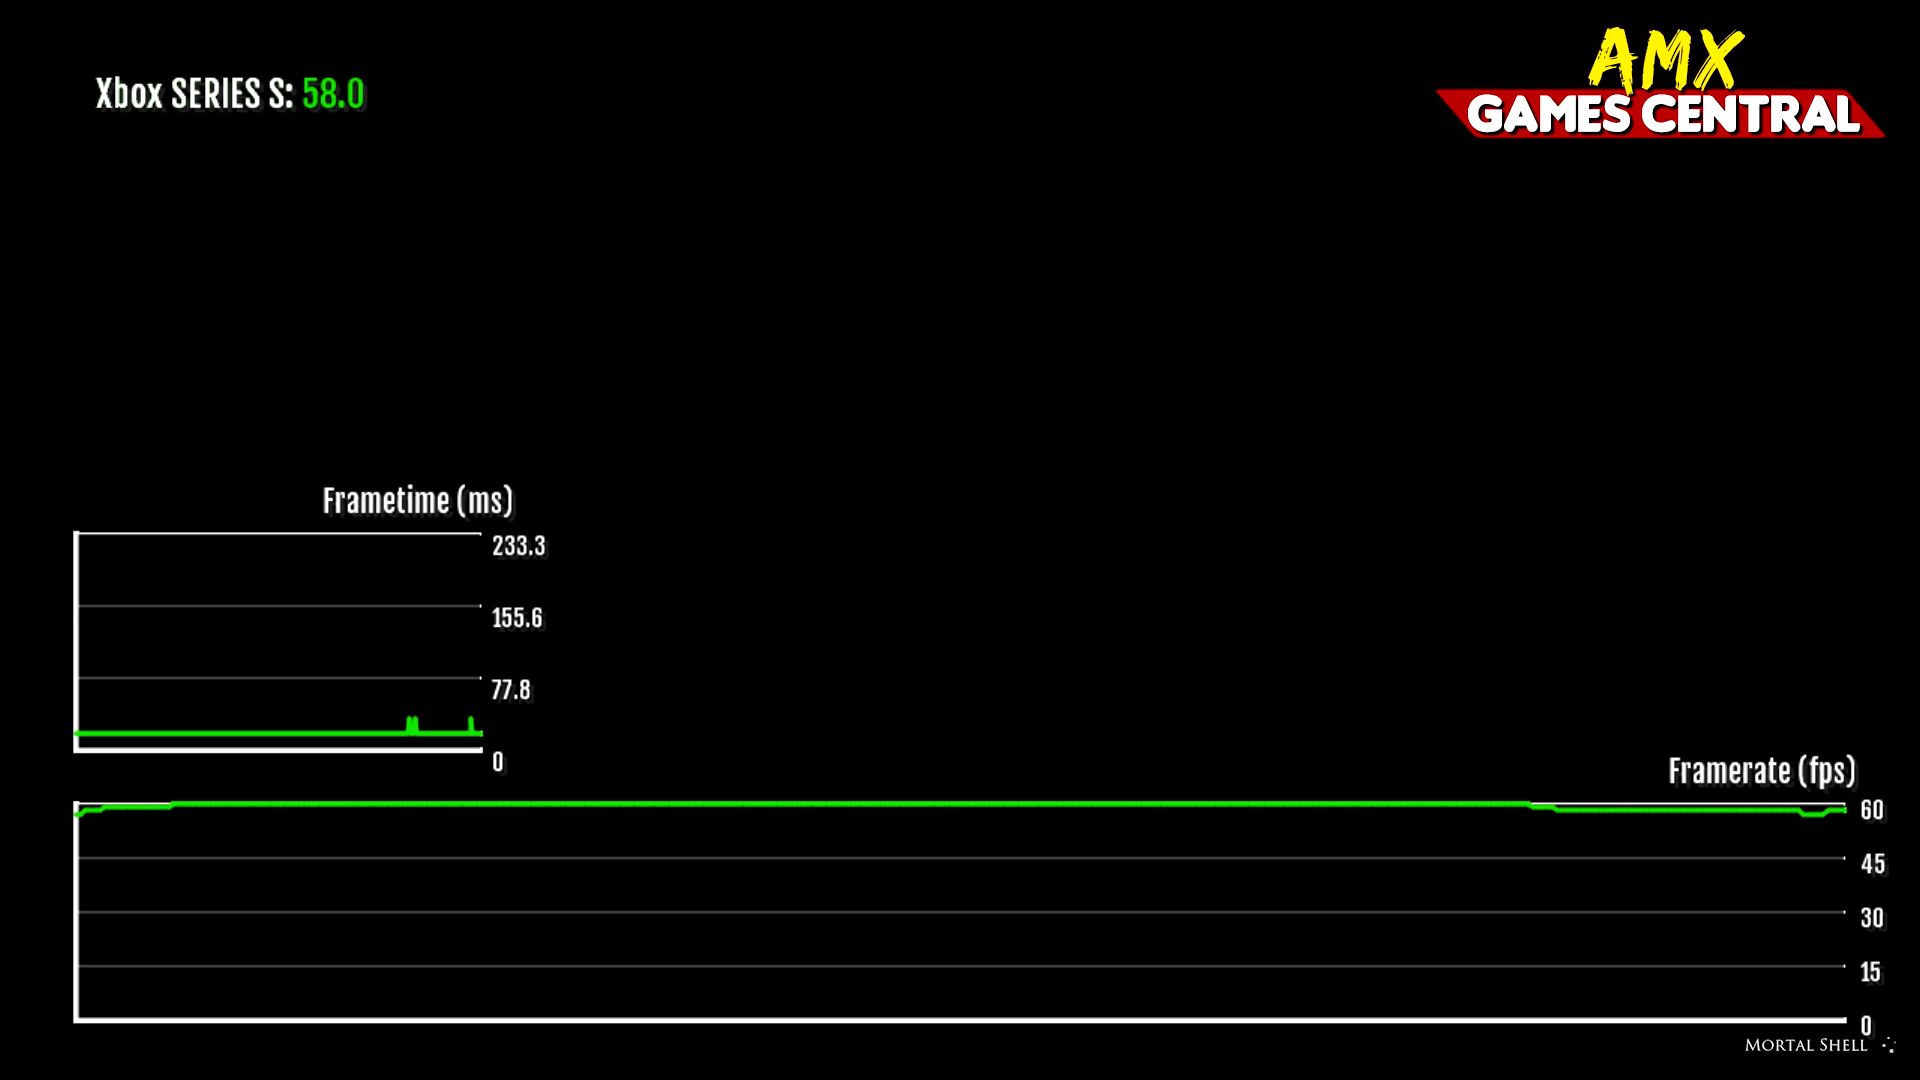 Xbox SERIES S: 58.0
AMX
GAMES CENTRAL
Frametime (ms)
233.3
155.6
77.8
0
Framerate (fps)
60
45
30
15
0
MORTAL SHELL